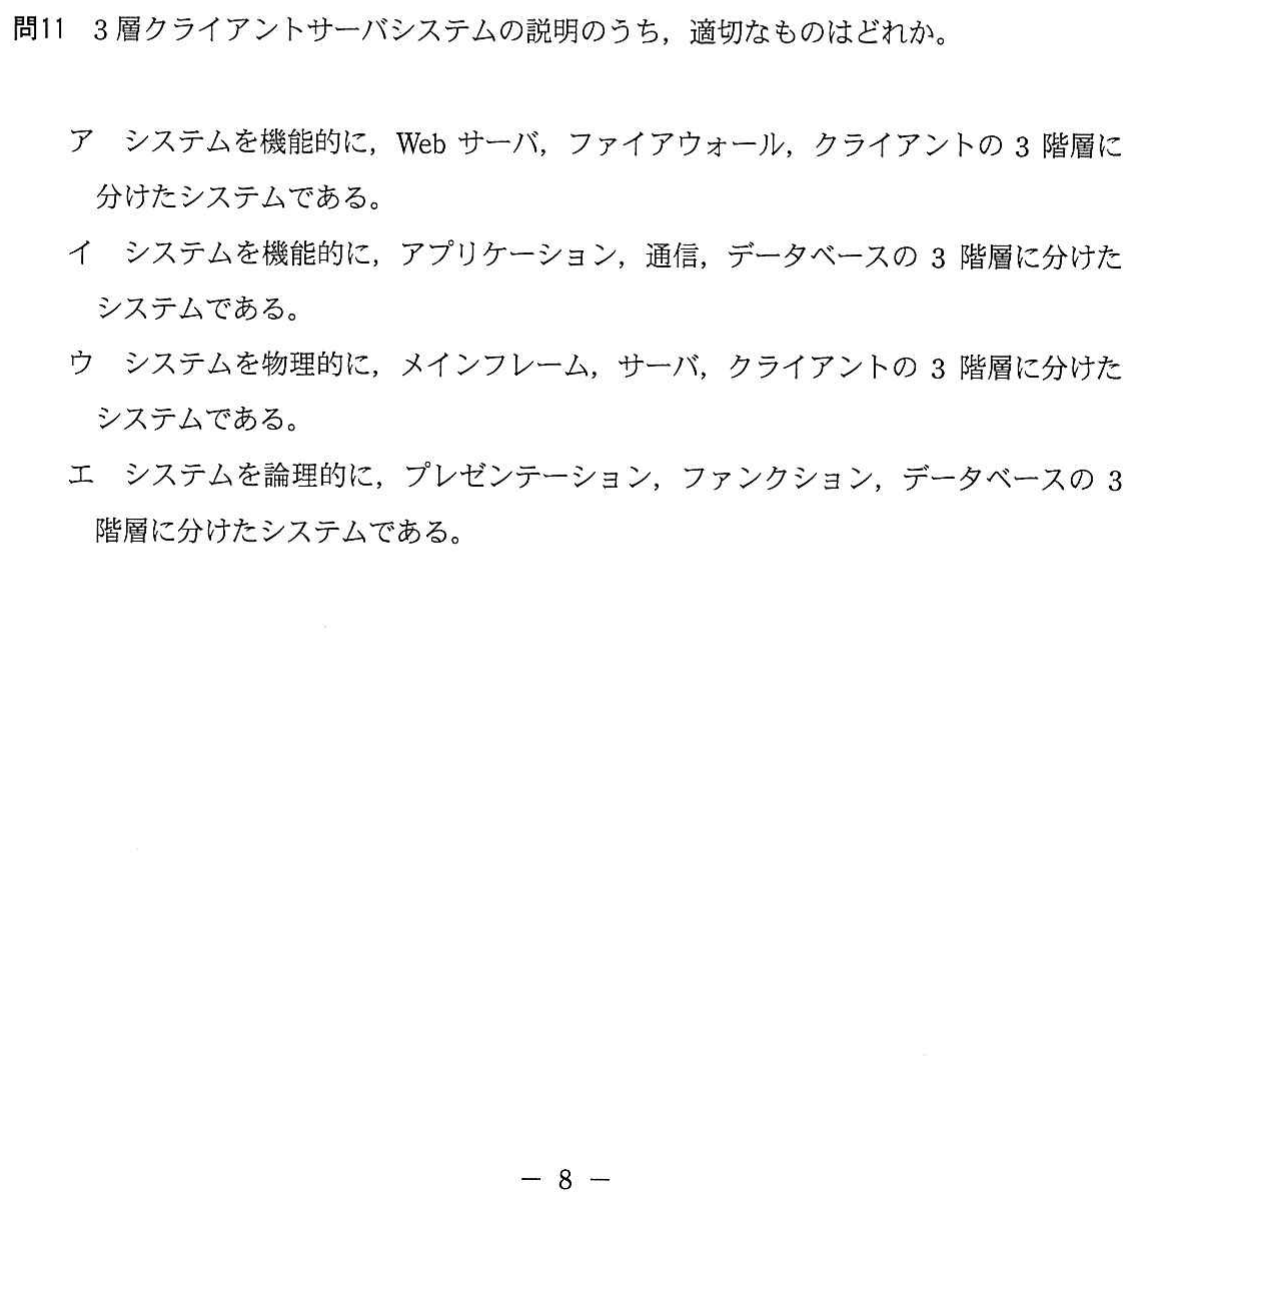 問11 3層クライアントサーバシステムの説明のうち，適切なものはどれか。
ア システムを機能的に，Web サーバ，ファイアウォール，クライアントの 3 階層に
分けたシステムである。
イ システムを機能的に，アプリケーション，通信，データベースの 3 階層に分けた
システムである。
ウ システムを物理的に，メインフレーム，サーバ，クライアントの 3 階層に分けた
システムである。
エ システムを論理的に，プレゼンテーション，ファンクション，データベースの 3
階層に分けたシステムである。
－ 8 －